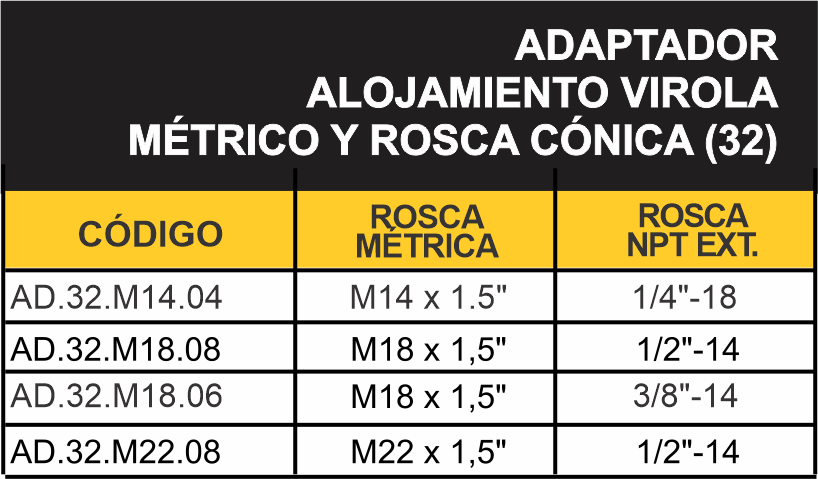 ADAPTADOR
ALOJAMIENTO VIROLA
MÉTRICO Y ROSCA CÓNICA (32)
CÓDIGO ROSCA MÉTRICA ROSCA NPT EXT.
AD.32.M14.04 M14 x 1.5" 1/4"-18
AD.32.M18.08 M18 x 1,5" 1/2"-14
AD.32.M18.06 M18 x 1,5" 3/8"-14
AD.32.M22.08 M22 x 1,5" 1/2"-14